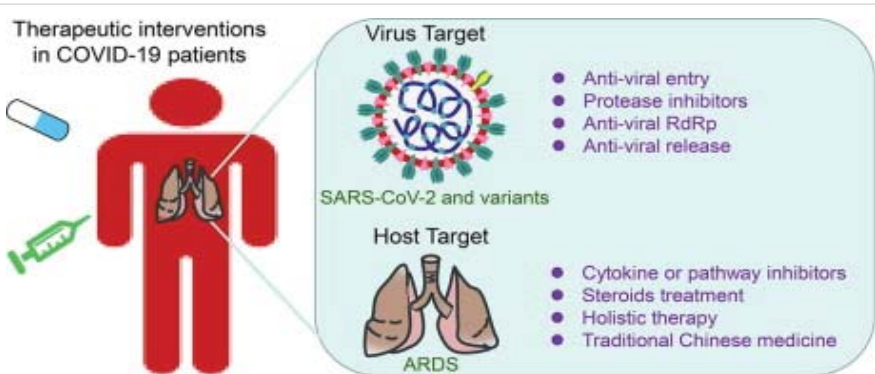 Therapeutic interventions
in COVID-19 patients
Virus Target
Anti-viral entry
Protease inhibitors
Anti-viral RdRp
Anti-viral release
SARS-CoV-2 and variants
Host Target
Cytokine or pathway inhibitors
Steroids treatment
Holistic therapy
Traditional Chinese medicine
ARDS